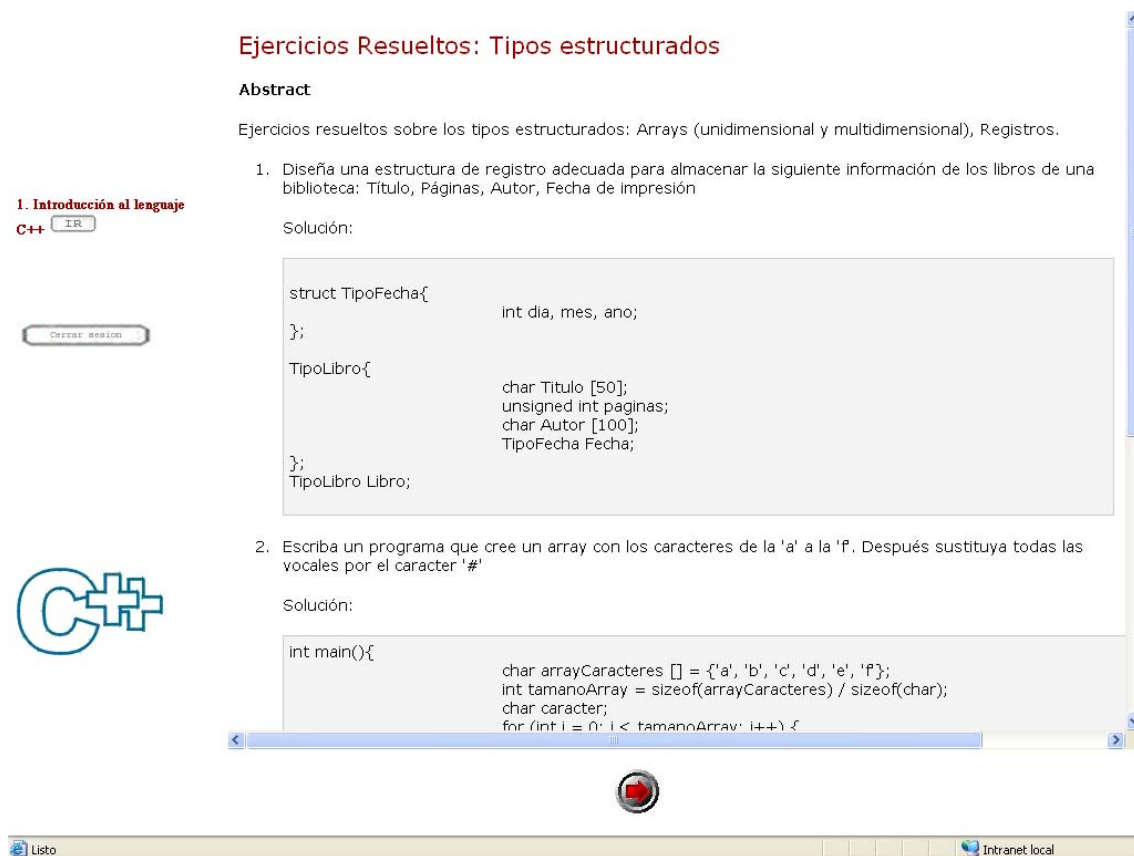 Ejercicios Resueltos: Tipos estructurados
Abstract
Ejercicios resueltos sobre los tipos estructurados: Arrays (unidimensional y multidimensional), Registros.
1. Diseña una estructura de registro adecuada para almacenar la siguiente información de los libros de una
biblioteca: Título, Páginas, Autor, Fecha de impresión
1. Introducción al lenguaje
C++ IR
Solución:
struct TipoFecha{
int dia, mes, ano;
};
Cerrar sesion
TipoLibro{
char Titulo [50];
unsigned int paginas;
char Autor [100];
TipoFecha Fecha;
};
TipoLibro Libro;
2. Escriba un programa que cree un array con los caracteres de la 'a' a la 'f'. Después sustituya todas las
vocales por el caracter '#'
C++
Solución:
int main(){
char arrayCaracteres [] = {'a', 'b', 'c', 'd', 'e', 'f'};
int tamanoArray = sizeof(arrayCaracteres) / sizeof(char);
char caracter;
for (int i = 0; i < tamanoArray; i++) {
Listo
Intranet local